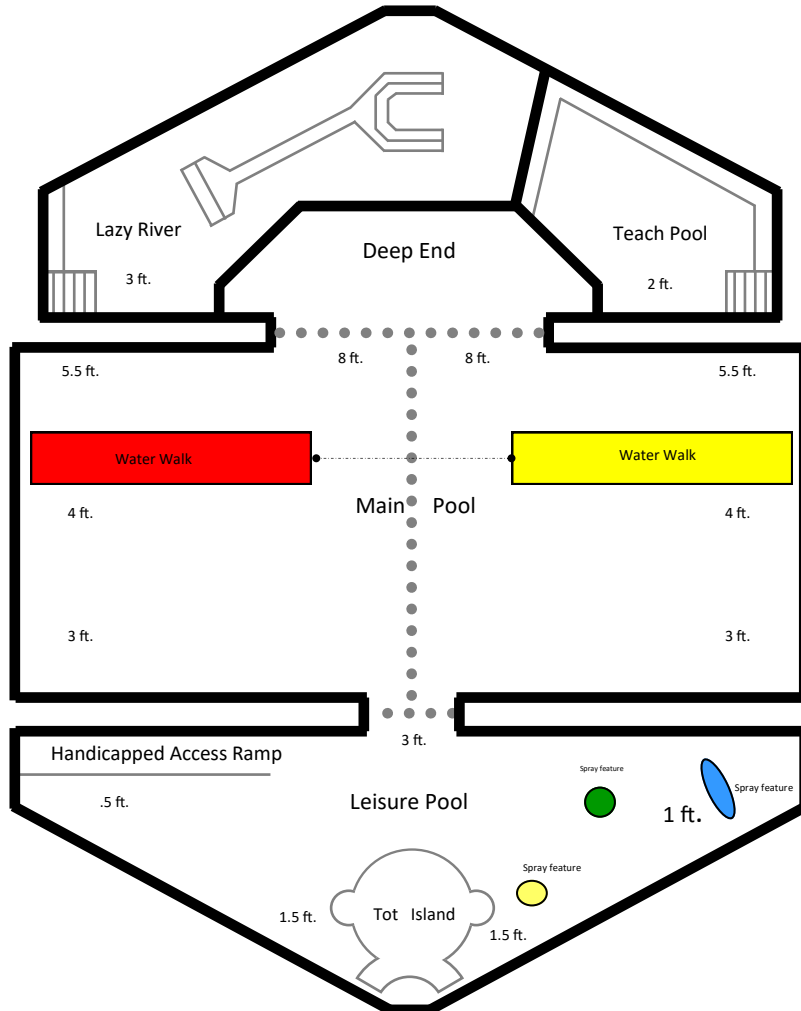 Lazy River
Teach Pool
Deep End
3 ft.
2 ft.
8 ft.
8 ft.
5.5 ft.
5.5 ft.
Water Walk
Water Walk
Main Pool
4 ft.
4 ft.
3 ft.
3 ft.
3 ft.
Handicapped Access Ramp
Spray feature
Spray feature
.5 ft.
Leisure Pool
1 ft.
Spray feature
1.5 ft.
Tot Island
1.5 ft.